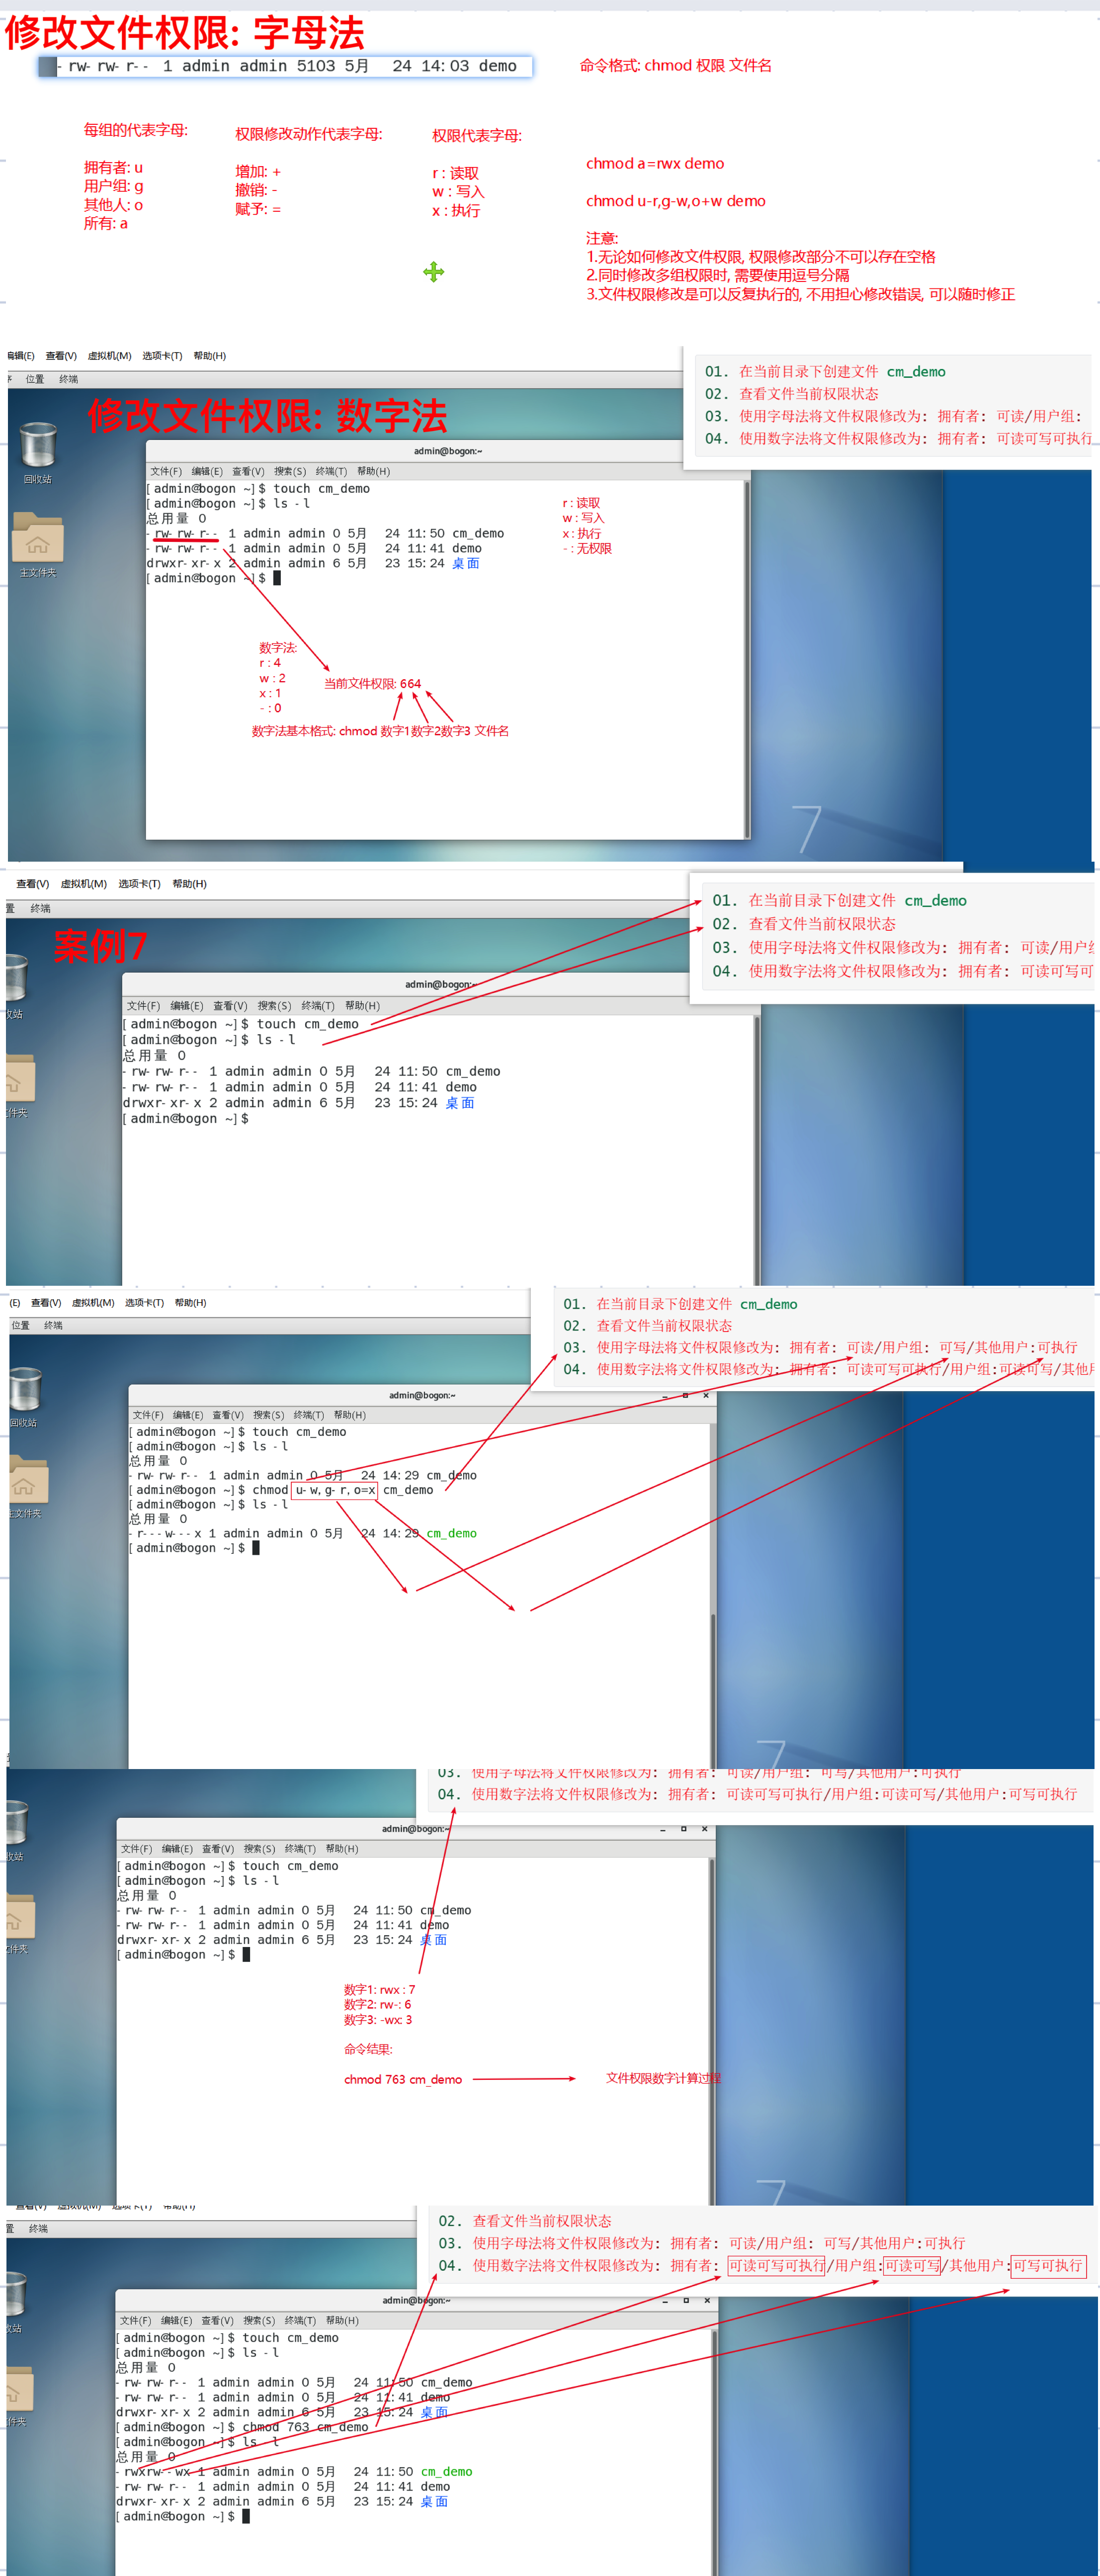 修改文件权限: 字母法
-rw-rw-r-- 1 admin admin 5103 5月 24 14:03 demo
命令格式: chmod 权限 文件名
每组的代表字母:
拥有者: u
用户组: g
其他人: o
所有: a
权限修改动作代表字母:
增加: +
撤销: -
赋予: =
权限代表字母:
r : 读取
w : 写入
x : 执行
chmod a=rwx demo
chmod u-r,g-w,o+w demo
注意:
1.无论如何修改文件权限, 权限修改部分不可以存在空格
2.同时修改多组权限时, 需要使用逗号分隔
3.文件权限修改是可以反复执行的, 不用担心修改错误, 可以随时修正
编辑(E) 查看(V) 虚拟机(M) 选项卡(T) 帮助(H)
位置 终端
修改文件权限: 数字法
01. 在当前目录下创建文件 cm_demo
02. 查看文件当前权限状态
03. 使用字母法将文件权限修改为: 拥有者: 可读/用户组:
04. 使用数字法将文件权限修改为: 拥有者: 可读可写可执行
回收站
主文件夹
admin@bogon:~
文件(F) 编辑(E) 查看(V) 搜索(S) 终端(T) 帮助(H)
[admin@bogon ~]$ touch cm_demo
[admin@bogon ~]$ ls -l
总用量 0
-rw-rw-r-- 1 admin admin 0 5月 24 11:50 cm_demo
-rw-rw-r-- 1 admin admin 0 5月 24 11:41 demo
drwxr-xr-x 2 admin admin 6 5月 23 15:24 桌面
[admin@bogon ~]$
r : 读取
w : 写入
x : 执行
- : 无权限
数字法:
r : 4
w : 2
x : 1
- : 0
当前文件权限: 664
数字法基本格式: chmod 数字1数字2数字3 文件名
7
查看(V) 虚拟机(M) 选项卡(T) 帮助(H)
置 终端
案例7
01. 在当前目录下创建文件 cm_demo
02. 查看文件当前权限状态
03. 使用字母法将文件权限修改为: 拥有者: 可读/用户组
04. 使用数字法将文件权限修改为: 拥有者: 可读可写可
收站
文件夹
admin@bogon:~
文件(F) 编辑(E) 查看(V) 搜索(S) 终端(T) 帮助(H)
[admin@bogon ~]$ touch cm_demo
[admin@bogon ~]$ ls -l
总用量 0
-rw-rw-r-- 1 admin admin 0 5月 24 11:50 cm_demo
-rw-rw-r-- 1 admin admin 0 5月 24 11:41 demo
drwxr-xr-x 2 admin admin 6 5月 23 15:24 桌面
[admin@bogon ~]$
(E) 查看(V) 虚拟机(M) 选项卡(T) 帮助(H)
位置 终端
01. 在当前目录下创建文件 cm_demo
02. 查看文件当前权限状态
03. 使用字母法将文件权限修改为: 拥有者: 可读/用户组: 可写/其他用户:可执行
04. 使用数字法将文件权限修改为: 拥有者: 可读可写可执行/用户组:可读可写/其他用
回收站
主文件夹
admin@bogon:~
文件(F) 编辑(E) 查看(V) 搜索(S) 终端(T) 帮助(H)
[admin@bogon ~]$ touch cm_demo
[admin@bogon ~]$ ls -l
总用量 0
-rw-rw-r-- 1 admin admin 0 5月 24 14:29 cm_demo
[admin@bogon ~]$ chmod u-w,g-r,o=x cm_demo
[admin@bogon ~]$ ls -l
总用量 0
-r---w---x 1 admin admin 0 5月 24 14:29 cm_demo
[admin@bogon ~]$
7
03. 使用字母法将文件权限修改为: 拥有者: 可读/用户组: 可写/其他用户:可执行
04. 使用数字法将文件权限修改为: 拥有者: 可读可写可执行/用户组:可读可写/其他用户:可写可执行
收站
文件夹
admin@bogon:~
文件(F) 编辑(E) 查看(V) 搜索(S) 终端(T) 帮助(H)
[admin@bogon ~]$ touch cm_demo
[admin@bogon ~]$ ls -l
总用量 0
-rw-rw-r-- 1 admin admin 0 5月 24 11:50 cm_demo
-rw-rw-r-- 1 admin admin 0 5月 24 11:41 demo
drwxr-xr-x 2 admin admin 6 5月 23 15:24 桌面
[admin@bogon ~]$
数字1: rwx : 7
数字2: rw-: 6
数字3: -wx: 3
命令结果:
chmod 763 cm_demo
文件权限数字计算过程
7
查看(V) 虚拟机(M) 选项卡(T) 帮助(H)
置 终端
02. 查看文件当前权限状态
03. 使用字母法将文件权限修改为: 拥有者: 可读/用户组: 可写/其他用户:可执行
04. 使用数字法将文件权限修改为: 拥有者: 可读可写可执行/用户组:可读可写/其他用户:可写可执行
收站
件夹
admin@bogon:~
文件(F) 编辑(E) 查看(V) 搜索(S) 终端(T) 帮助(H)
[admin@bogon ~]$ touch cm_demo
[admin@bogon ~]$ ls -l
总用量 0
-rw-rw-r-- 1 admin admin 0 5月 24 11:50 cm_demo
-rw-rw-r-- 1 admin admin 0 5月 24 11:41 demo
drwxr-xr-x 2 admin admin 6 5月 23 15:24 桌面
[admin@bogon ~]$ chmod 763 cm_demo
[admin@bogon ~]$ ls -l
总用量 0
-rwxrw--wx 1 admin admin 0 5月 24 11:50 cm_demo
-rw-rw-r-- 1 admin admin 0 5月 24 11:41 demo
drwxr-xr-x 2 admin admin 6 5月 23 15:24 桌面
[admin@bogon ~]$